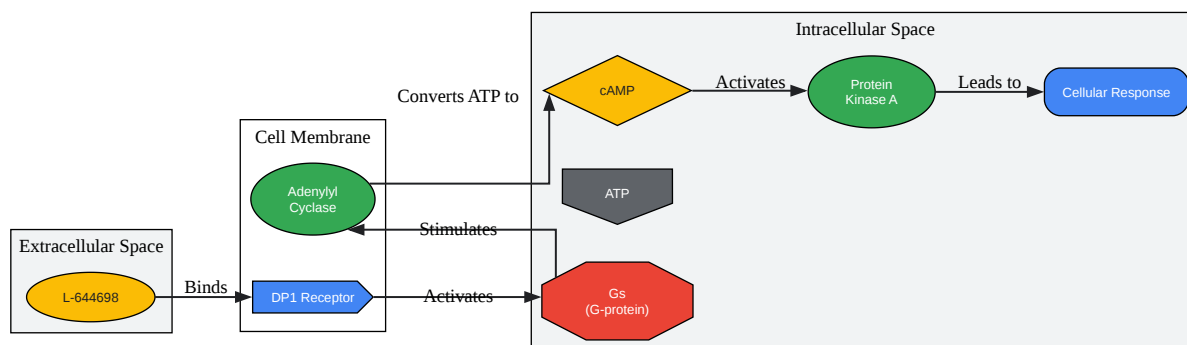 Intracellular Space
cAMP
Activates
Protein
Kinase A
Leads to
Cellular Response
Converts ATP to
Cell Membrane
Adenylyl
Cyclase
ATP
Stimulates
Extracellular Space
L-644698
Binds
DP1 Receptor
Activates
Gs
(G-protein)